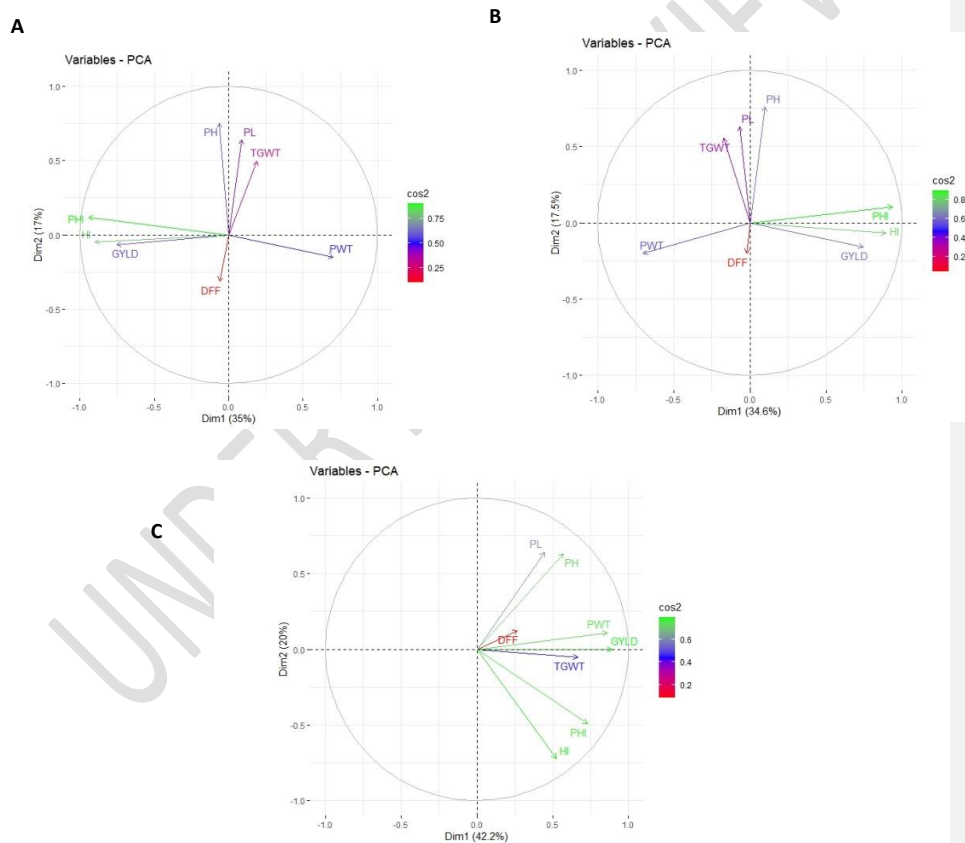 A
Variables - PCA
1.0
0.5
0.0
-0.5
-1.0
Dim2 (17%)
PH
PL
TGWT
PHI
HI
GYLD
PWT
DFF
-1.0
-0.5
0.0
0.5
1.0
Dim1 (35%)
cos2
0.75
0.50
0.25
B
Variables - PCA
1.0
0.5
0.0
-0.5
-1.0
Dim2 (17.5%)
PH
PL
TGWT
PHI
HI
PWT
GYLD
DFF
-1.0
-0.5
0.0
0.5
1.0
Dim1 (34.6%)
cos2
0.8
0.6
0.4
0.2
C
Variables - PCA
1.0
0.5
0.0
-0.5
-1.0
Dim2 (20%)
PL
PH
PWT
DFF
GYLD
TGWT
PHI
HI
-1.0
-0.5
0.0
0.5
1.0
Dim1 (42.2%)
cos2
0.6
0.4
0.2